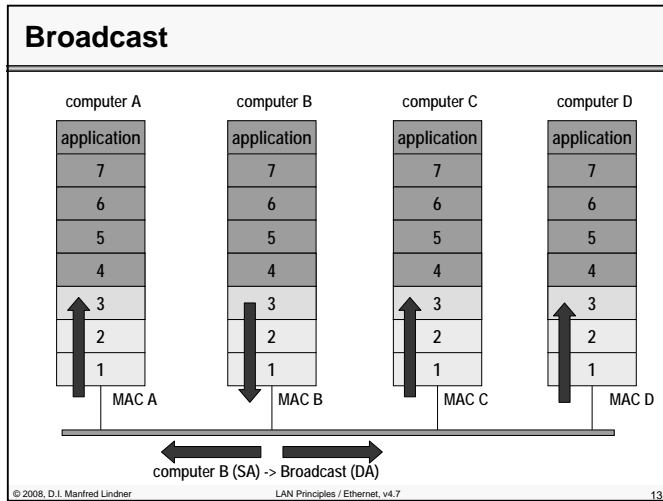 Broadcast
computer A computer B computer C computer D
application application application application
7 7 7 7
6 6 6 6
5 5 5 5
4 4 4 4
3 3 3 3
2 2 2 2
1 1 1 1
MAC A MAC B MAC C MAC D
computer B (SA) -> Broadcast (DA)
© 2008, D.I. Manfred Lindner LAN Principles / Ethernet, v4.7 13